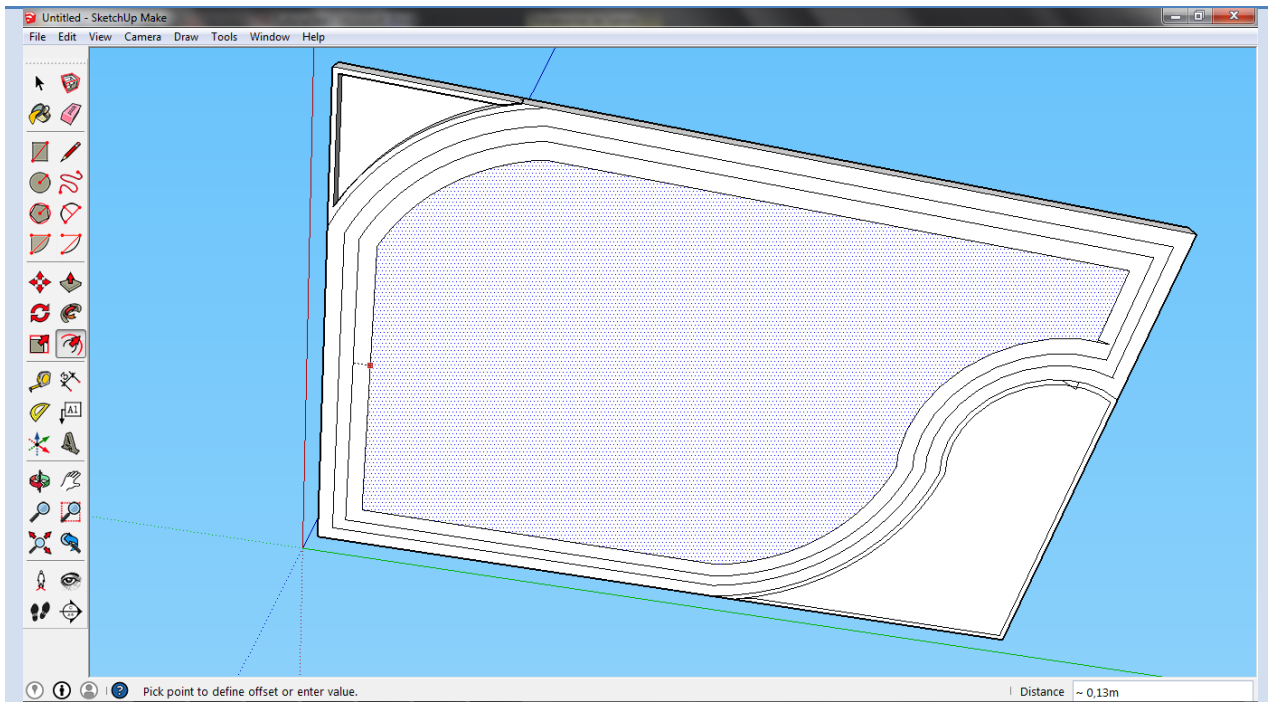 Untitled - SketchUp Make
File Edit View Camera Draw Tools Window Help
A1
Pick point to define offset or enter value.
Distance ~ 0,13m